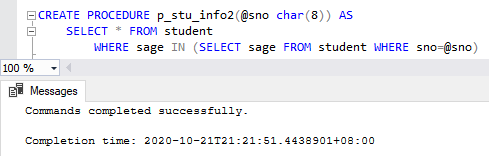 CREATE PROCEDURE p_stu_info2(@sno char(8)) AS
SELECT * FROM student
WHERE sage IN (SELECT sage FROM student WHERE sno=@sno)
100 %
Messages
Commands completed successfully.
Completion time: 2020-10-21T21:21:51.4438901+08:00